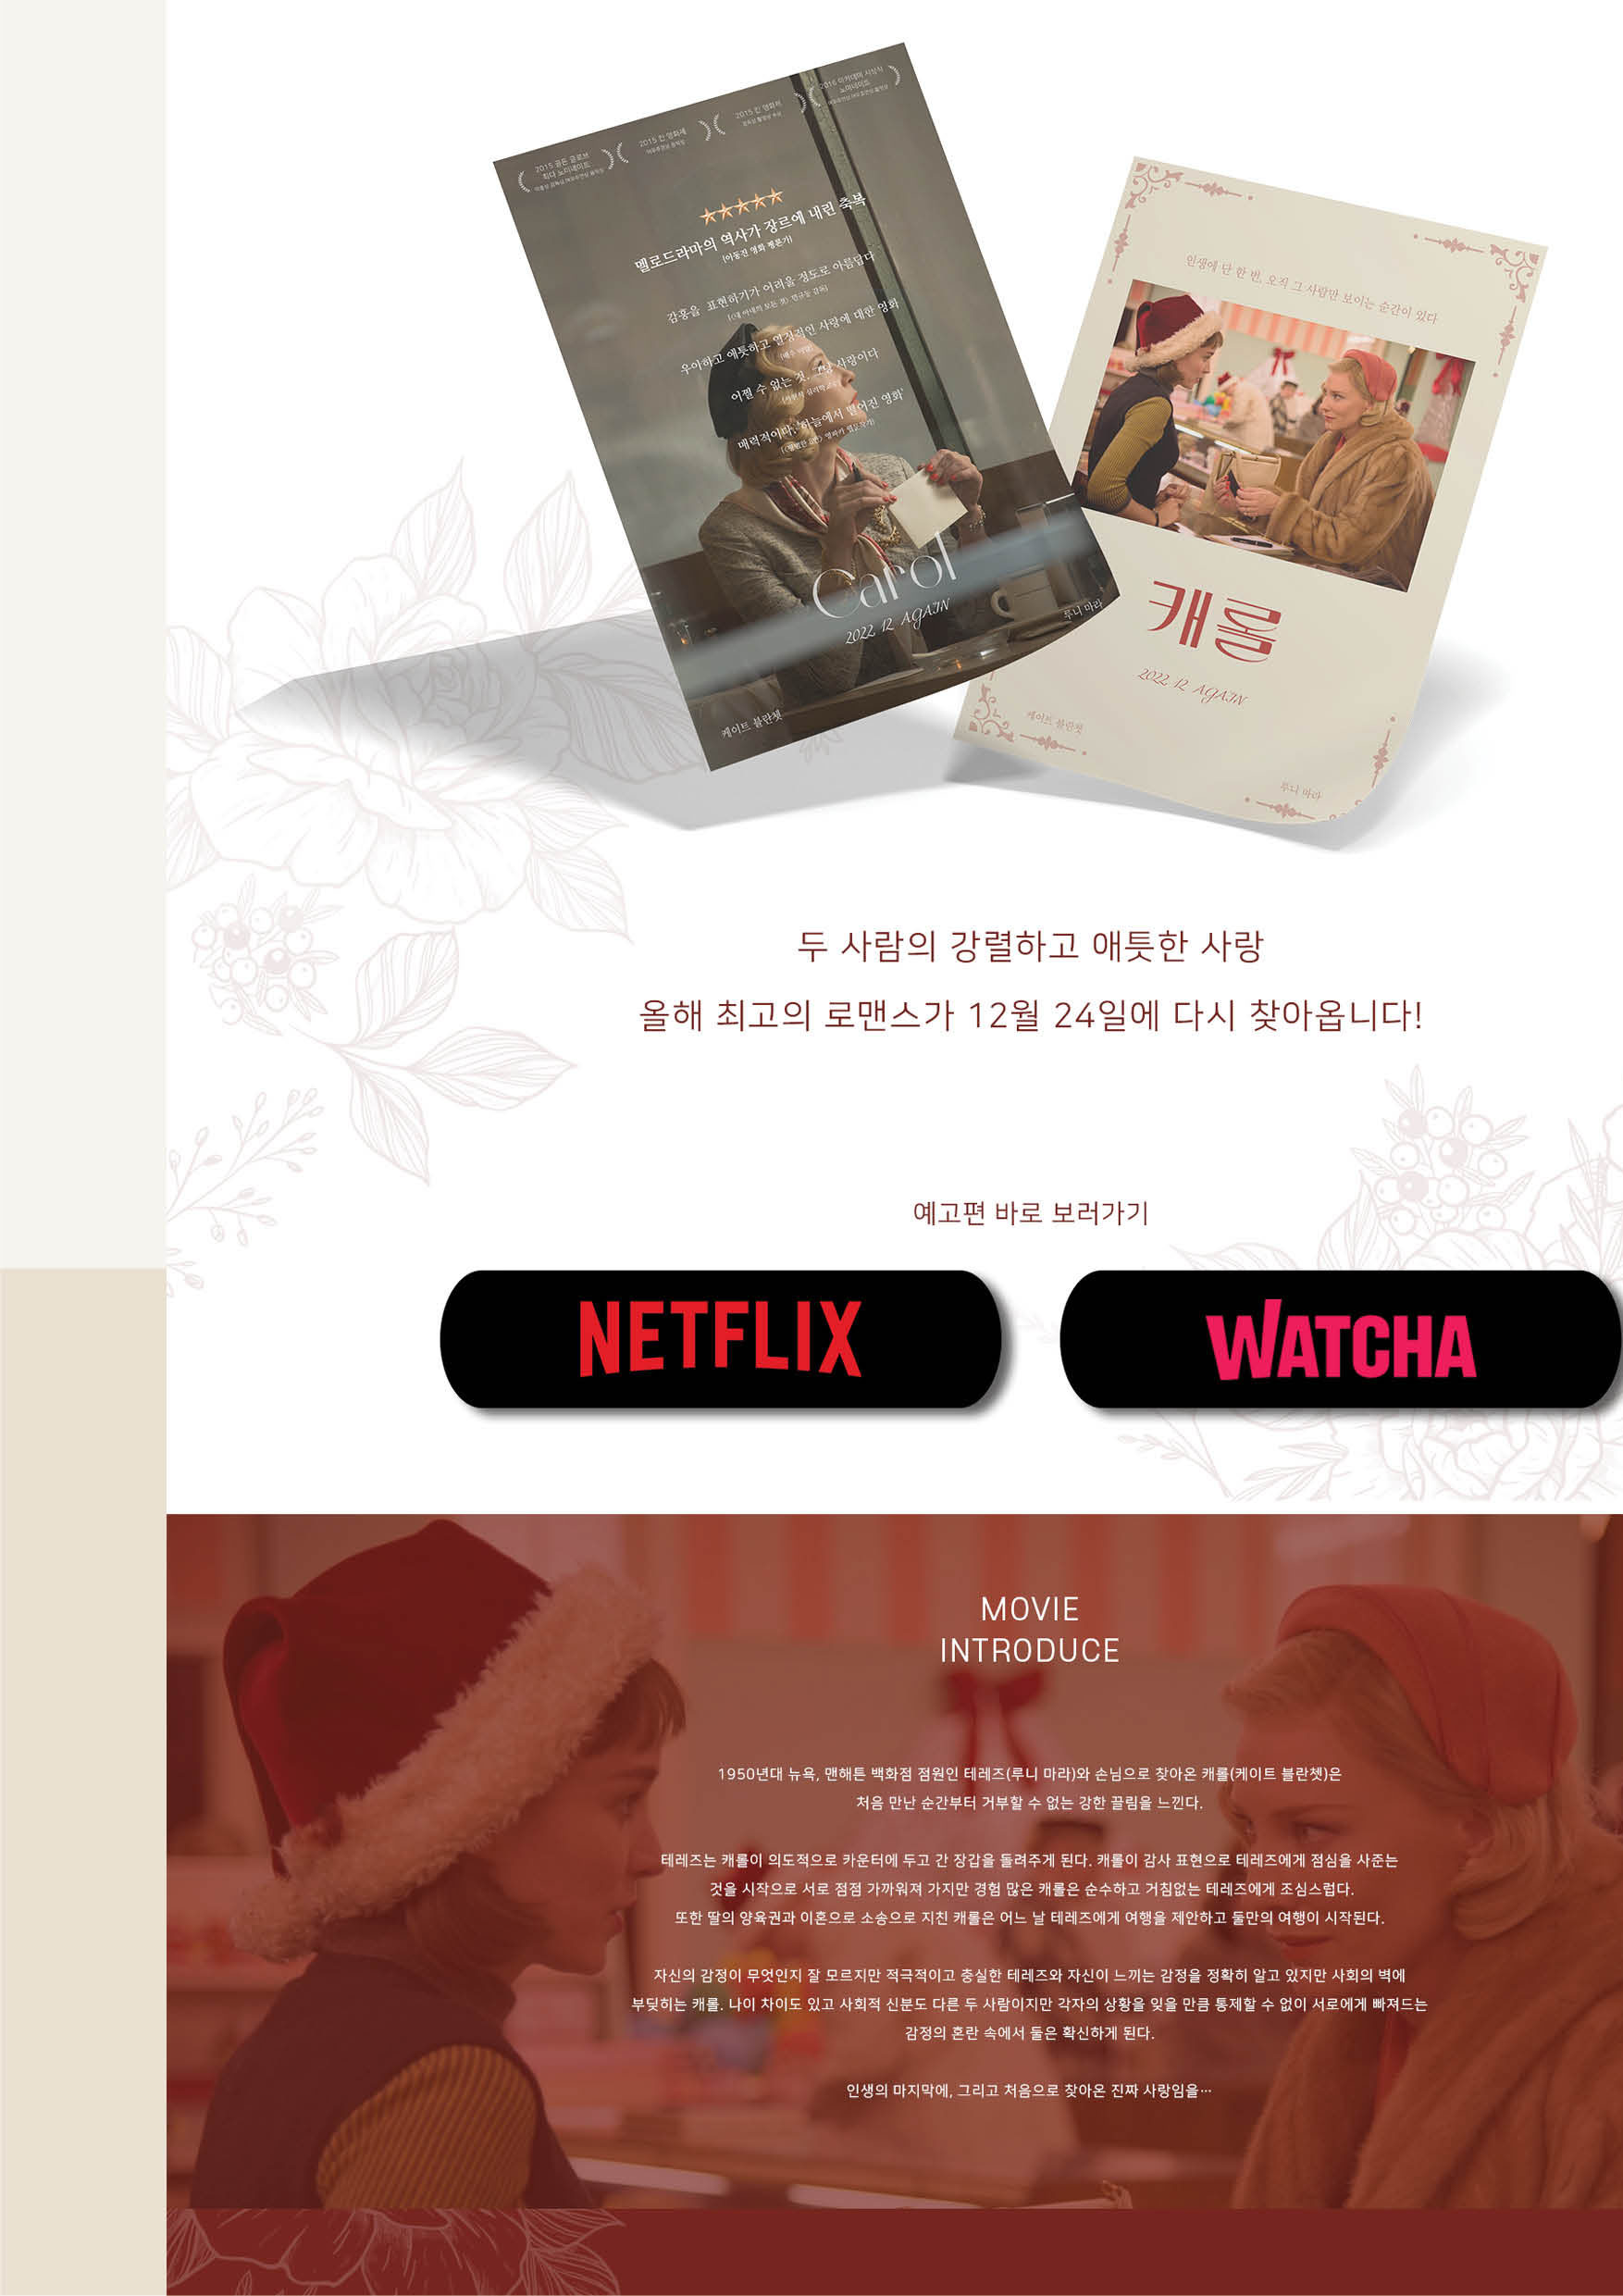 2015 골든 글로브
최다 노미네이트
2015 칸 영화제
2015 칸 영화제
2016 아카데미 시상식
노미네이트
멜로드라마의 역사가 장르에 내린 축복
[이동진 영화 평론가]
감흥을 표현하기가 어려울 정도로 아름답다
[<내 아내의 모든 것> 민규동 감독]
우아하고 애틋하고 열정적인 사랑에 대한 영화
어쩔 수 없는 것, 그냥 사랑이다
매력적이다. '하늘에서 떨어진 영화'
Carol
2022. 12. AGAIN
케이트 블란쳇
루니 마라
인생에 단 한 번, 오직 그 사람만 보이는 순간이 있다
캐롤
2022. 12. AGAIN
케이트 블란쳇
루니 마라
두 사람의 강렬하고 애틋한 사랑
올해 최고의 로맨스가 12월 24일에 다시 찾아옵니다!
예고편 바로 보러가기
NETFLIX
WATCHA
MOVIE
INTRODUCE
1950년대 뉴욕, 맨해튼 백화점 점원인 테레즈(루니 마라)와 손님으로 찾아온 캐롤(케이트 블란쳇)은
처음 만난 순간부터 거부할 수 없는 강한 끌림을 느낀다.
테레즈는 캐롤이 의도적으로 카운터에 두고 간 장갑을 돌려주게 된다. 캐롤이 감사 표현으로 테레즈에게 점심을 사준는
것을 시작으로 서로 점점 가까워져 가지만 경험 많은 캐롤은 순수하고 거침없는 테레즈에게 조심스럽다.
또한 딸의 양육권과 이혼으로 소송으로 지친 캐롤은 어느 날 테레즈에게 여행을 제안하고 둘만의 여행이 시작된다.
자신의 감정이 무엇인지 잘 모르지만 적극적이고 충실한 테레즈와 자신이 느끼는 감정을 정확히 알고 있지만 사회의 벽에
부딪히는 캐롤. 나이 차이도 있고 사회적 신분도 다른 두 사람이지만 각자의 상황을 잊을 만큼 통제할 수 없이 서로에게 빠져드는
감정의 혼란 속에서 둘은 확신하게 된다.
인생의 마지막에, 그리고 처음으로 찾아온 진짜 사랑임을…